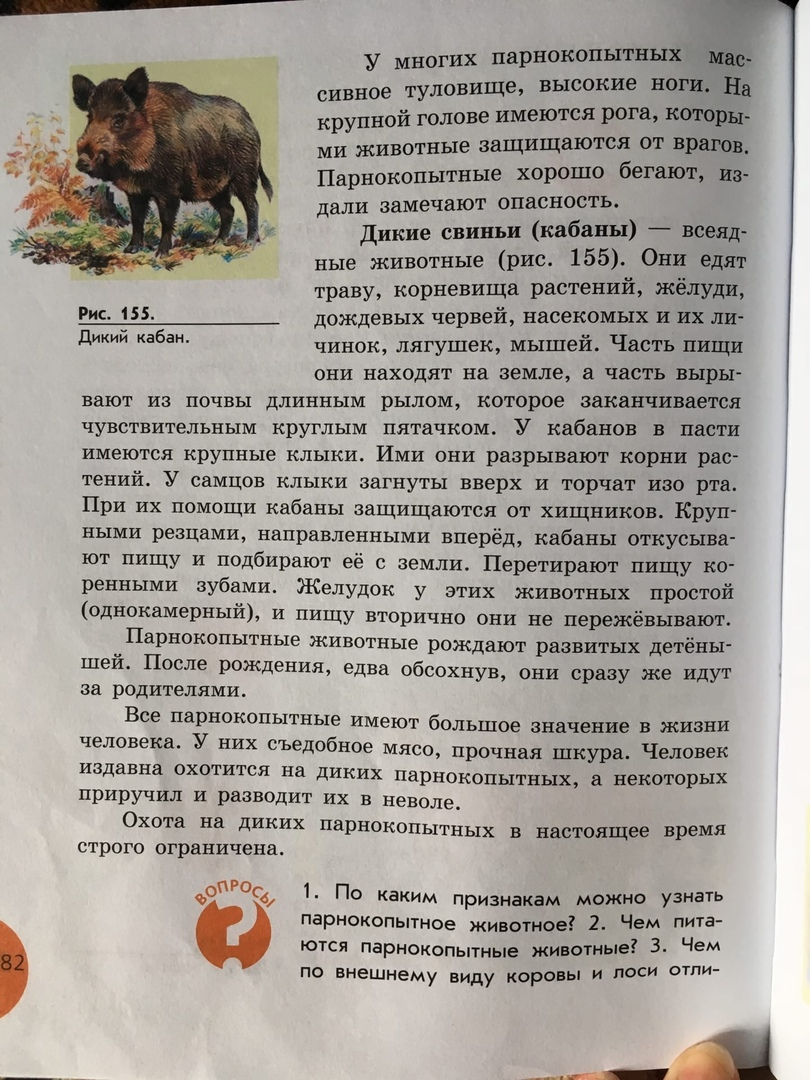 У многих парнокопытных мас-
сивное туловище, высокие ноги. На
крупной голове имеются рога, которы-
ми животные защищаются от врагов.
Парнокопытные хорошо бегают, из-
дали замечают опасность.
Дикие свиньи (кабаны) — всеяд-
ные животные (рис. 155). Они едят
траву, корневища растений, жёлуди,
дождевых червей, насекомых и их ли-
чинок, лягушек, мышей. Часть пищи
они находят на земле, а часть выры-
Рис. 155.
Дикий кабан.
вают из почвы длинным рылом, которое заканчивается
чувствительным круглым пятачком. У кабанов в пасти
имеются крупные клыки. Ими они разрывают корни рас-
тений. У самцов клыки загнуты вверх и торчат изо рта.
При их помощи кабаны защищаются от хищников. Круп-
ными резцами, направленными вперёд, кабаны откусыва-
ют пищу и подбирают её с земли. Перетирают пищу ко-
ренными зубами. Желудок у этих животных простой
(однокамерный), и пищу вторично они не пережёвывают.
Парнокопытные животные рождают развитых детёны-
шей. После рождения, едва обсохнув, они сразу же идут
за родителями.
Все парнокопытные имеют большое значение в жизни
человека. У них съедобное мясо, прочная шкура. Человек
издавна охотится на диких парнокопытных, а некоторых
приручил и разводит их в неволе.
Охота на диких парнокопытных в настоящее время
строго ограничена.
ВОПРОСЫ
?
1. По каким признакам можно узнать
парнокопытное животное? 2. Чем пита-
ются парнокопытные животные? 3. Чем
по внешнему виду коровы и лоси отли-
82